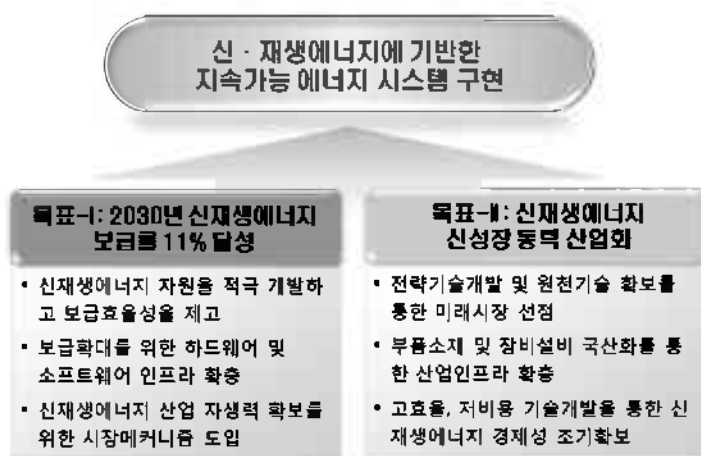 신 · 재생에너지에 기반한
지속가능 에너지 시스템 구현
목표-Ⅰ: 2030년 신재생에너지
보급률 11% 달성
• 신재생에너지 자원을 적극 개발하
고 보급효율성을 제고
• 보급확대를 위한 하드웨어 및
소프트웨어 인프라 확충
• 신재생에너지 산업 자생력 확보를
위한 시장메커니즘 도입
목표-Ⅱ: 신재생에너지
신성장 동력 산업화
• 전략기술개발 및 원천기술 확보를
통한 미래시장 선점
• 부품소재 및 장비설비 국산화를 통
한 산업인프라 확충
• 고효율, 저비용 기술개발을 통한 신
재생에너지 경제성 조기확보